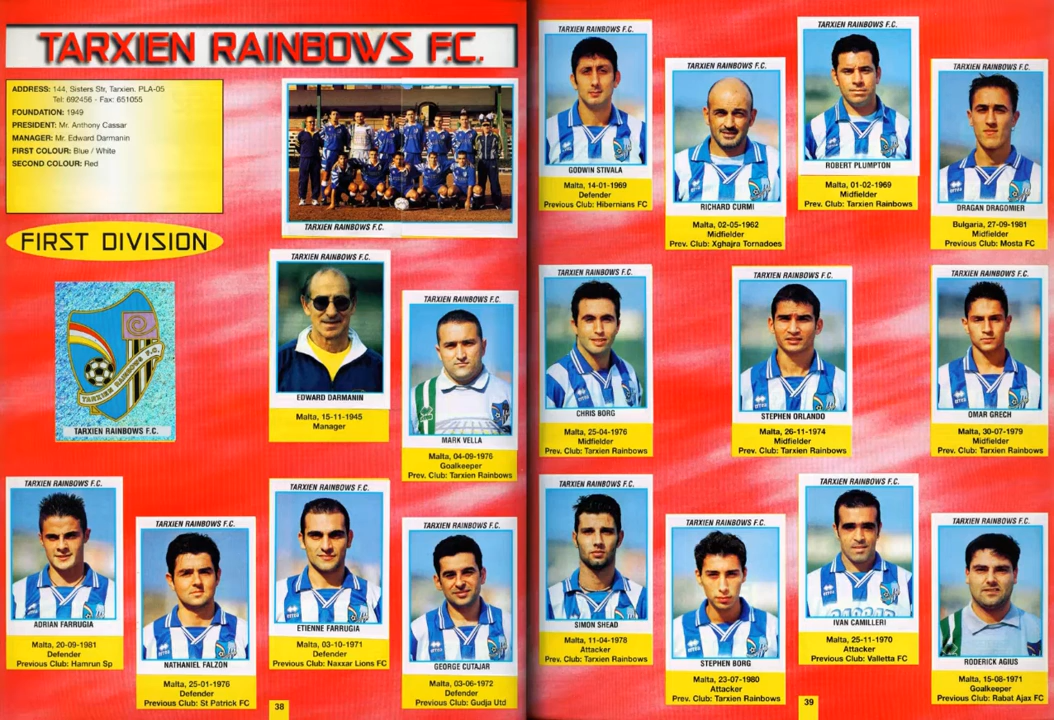 TARXIEN RAINBOWS F.C.
ADDRESS: 144, Sisters Str, Tarxien. PLA-05
Tel: 692456 - Fax: 651055
FOUNDATION: 1949
PRESIDENT: Mr. Anthony Cassar
MANAGER: Mr. Edward Darmanin
FIRST COLOUR: Blue / White
SECOND COLOUR: Red
TARXIEN RAINBOWS F.C.
FIRST DIVISION
TARXIEN RAINBOWS F.C.
TARXIEN RAINBOWS F.C.
TARXIEN RAINBOWS F.C.
EDWARD DARMANIN
Malta, 15-11-1945
Manager
TARXIEN RAINBOWS F.C.
MARK VELLA
Malta, 04-09-1976
Goalkeeper
Prev. Club: Tarxien Rainbows
TARXIEN RAINBOWS F.C.
ADRIAN FARRUGIA
Malta, 20-09-1981
Defender
Previous Club: Hamrun Sp
TARXIEN RAINBOWS F.C.
NATHANIEL FALZON
Malta, 25-01-1976
Defender
Previous Club: St Patrick FC
TARXIEN RAINBOWS F.C.
ETIENNE FARRUGIA
Malta, 03-10-1971
Defender
Previous Club: Naxxar Lions FC
TARXIEN RAINBOWS F.C.
GEORGE CUTAJAR
Malta, 03-06-1972
Defender
Previous Club: Gudja Utd
38
TARXIEN RAINBOWS F.C.
GODWIN STIVALA
Malta, 14-01-1969
Defender
Previous Club: Hibernians FC
TARXIEN RAINBOWS F.C.
RICHARD CURMI
Malta, 02-05-1962
Midfielder
Prev. Club: Xghajra Tornadoes
TARXIEN RAINBOWS F.C.
ROBERT PLUMPTON
Malta, 01-02-1969
Midfielder
Prev. Club: Tarxien Rainbows
TARXIEN RAINBOWS F.C.
DRAGAN DRAGOMIER
Bulgaria, 27-09-1981
Midfielder
Previous Club: Mosta FC
TARXIEN RAINBOWS F.C.
CHRIS BORG
Malta, 25-04-1976
Midfielder
Prev. Club: Tarxien Rainbows
TARXIEN RAINBOWS F.C.
STEPHEN ORLANDO
Malta, 26-11-1974
Midfielder
Prev. Club: Tarxien Rainbows
TARXIEN RAINBOWS F.C.
OMAR GRECH
Malta, 30-07-1979
Midfielder
Prev. Club: Tarxien Rainbows
TARXIEN RAINBOWS F.C.
SIMON SHEAD
Malta, 11-04-1978
Attacker
Prev. Club: Tarxien Rainbows
TARXIEN RAINBOWS F.C.
STEPHEN BORG
Malta, 23-07-1980
Attacker
Prev. Club: Tarxien Rainbows
TARXIEN RAINBOWS F.C.
IVAN CAMILLERI
Malta, 25-11-1970
Attacker
Previous Club: Valletta FC
TARXIEN RAINBOWS F.C.
RODERICK AGIUS
Malta, 15-08-1971
Goalkeeper
Previous Club: Rabat Ajax FC
39